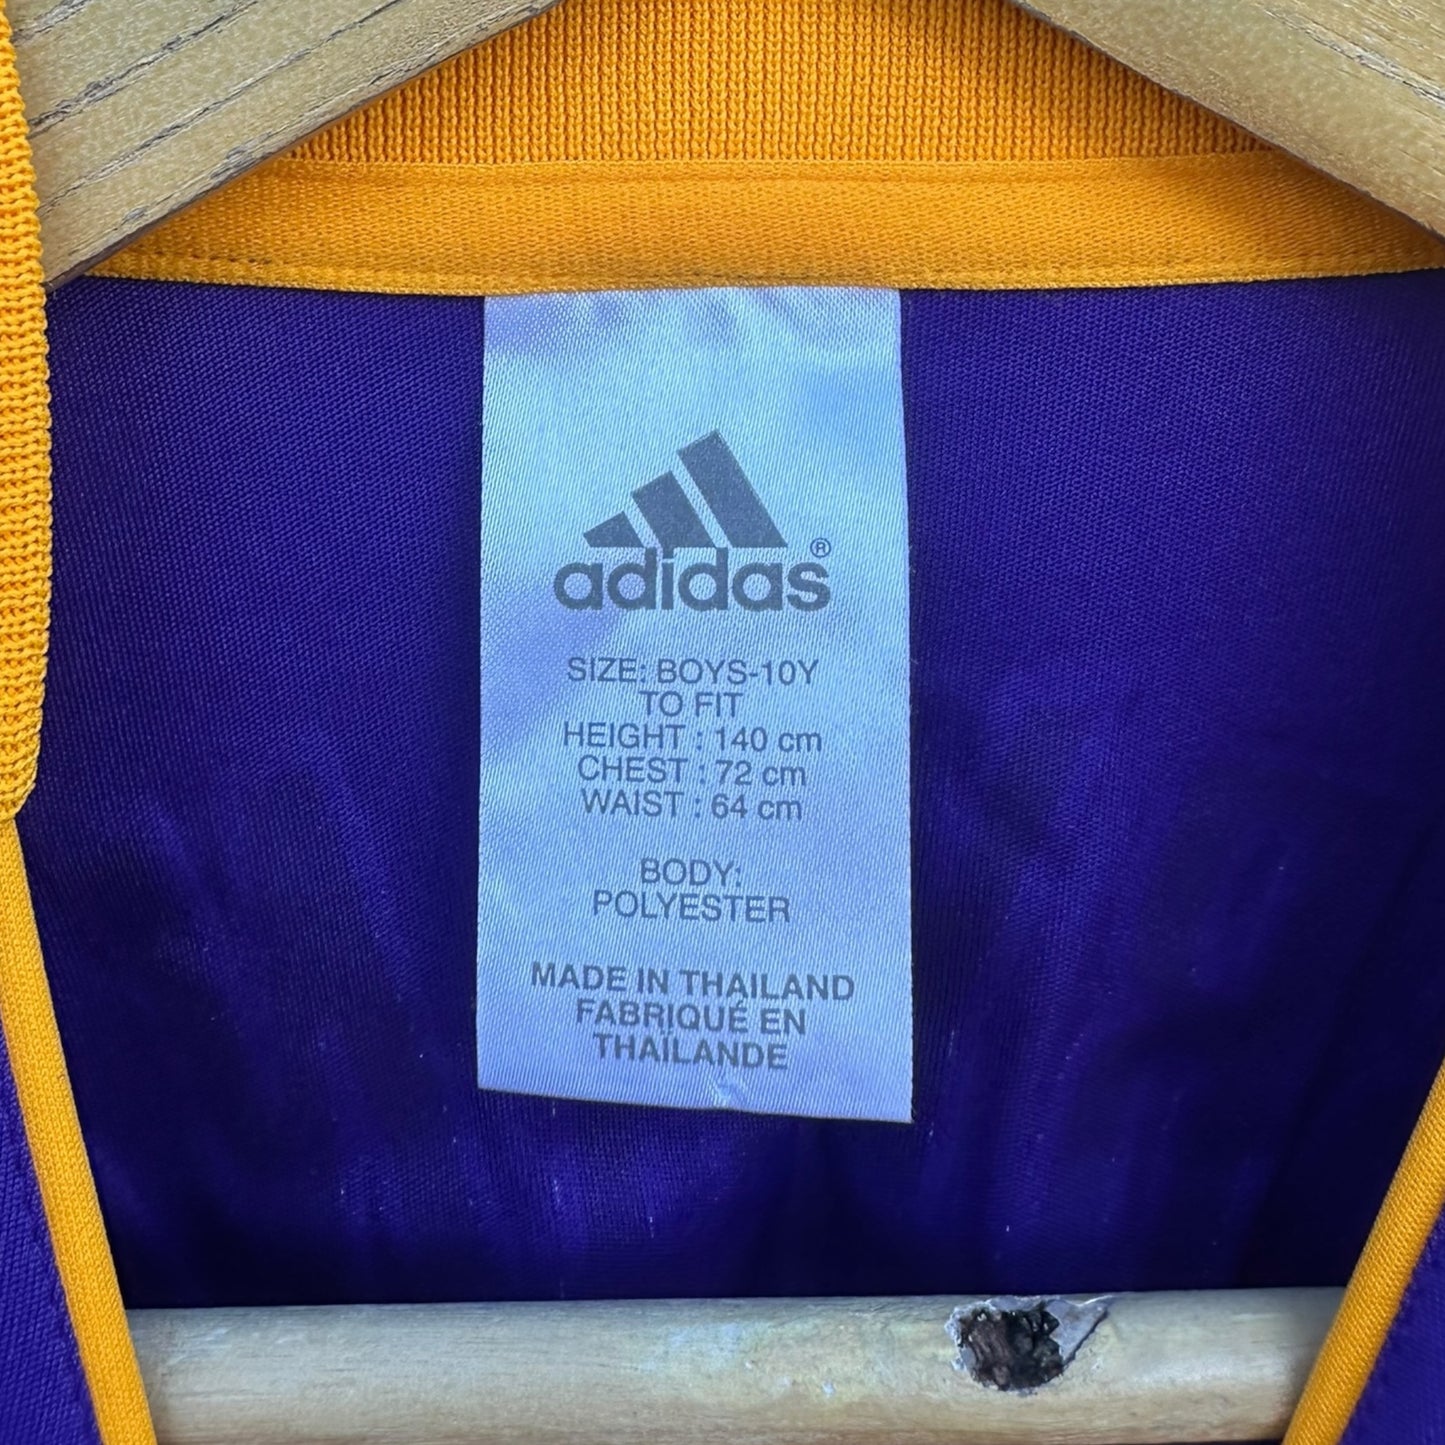 adidas®
SIZE: BOYS-10Y
TO FIT
HEIGHT : 140 cm
CHEST : 72 cm
WAIST : 64 cm
BODY:
POLYESTER
MADE IN THAILAND
FABRIQUÉ EN
THAÏLANDE